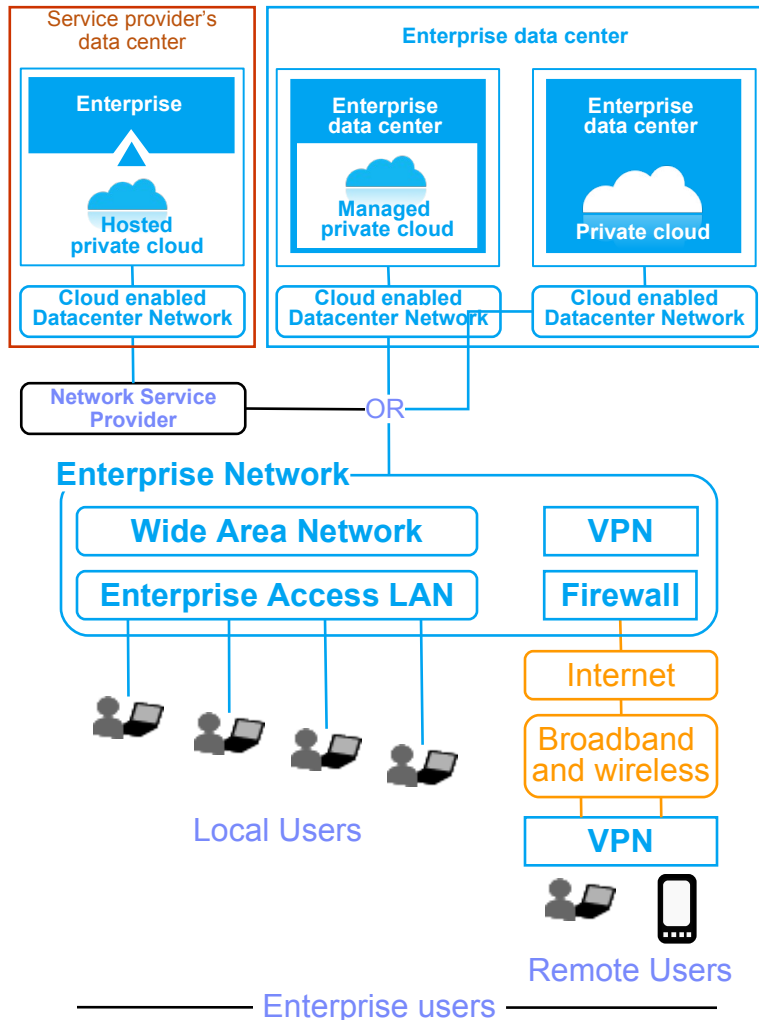 Service provider's
data center
Enterprise data center
Enterprise
Hosted
private cloud
Enterprise
data center
Managed
private cloud
Enterprise
data center
Private cloud
Cloud enabled
Datacenter Network
Cloud enabled
Datacenter Network
Cloud enabled
Datacenter Network
Network Service
Provider
OR
Enterprise Network
Wide Area Network
VPN
Enterprise Access LAN
Firewall
Internet
Broadband
and wireless
Local Users
VPN
Remote Users
Enterprise users